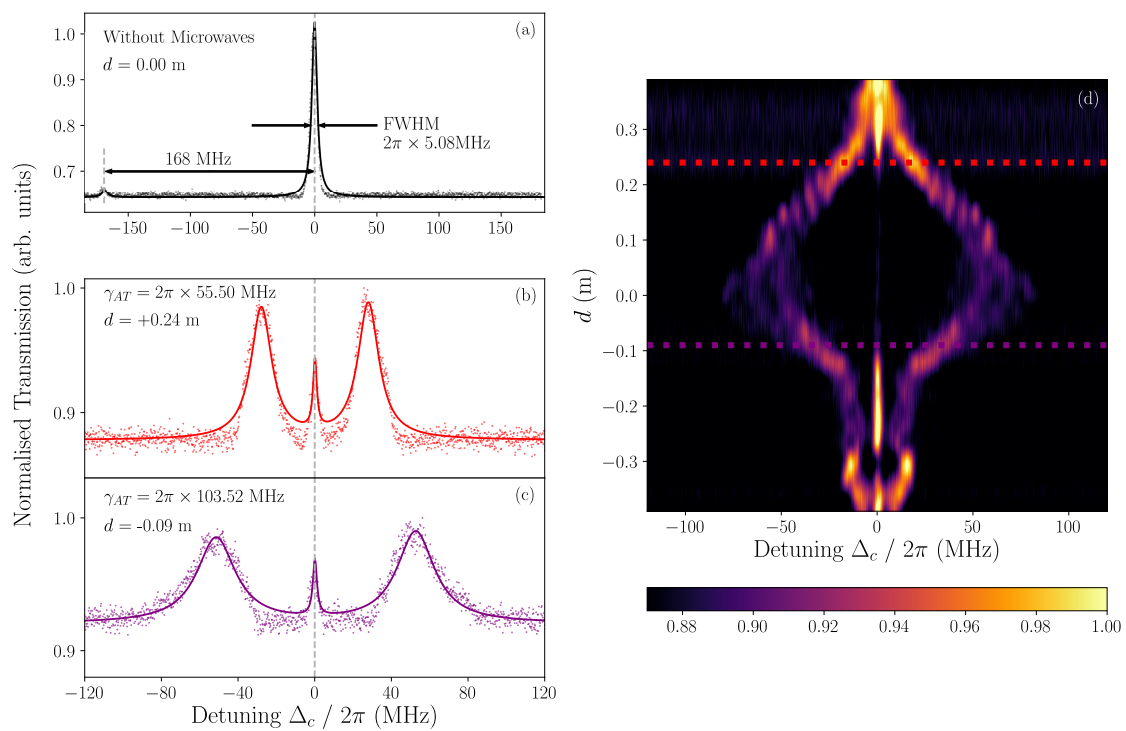 Normalised Transmission (arb. units)
(a)
Without Microwaves
d = 0.00 m
FWHM
2π × 5.08MHz
168 MHz
1.0
0.9
0.8
0.7
−150 −100 −50 0 50 100 150
(b)
γ_AT = 2π × 55.50 MHz
d = +0.24 m
1.0
0.9
(c)
γ_AT = 2π × 103.52 MHz
d = -0.09 m
1.0
0.9
−120 −80 −40 0 40 80 120
Detuning Δ_c / 2π (MHz)
(d)
d (m)
0.3
0.2
0.1
0.0
−0.1
−0.2
−0.3
−100 −50 0 50 100
Detuning Δ_c / 2π (MHz)
0.88 0.90 0.92 0.94 0.96 0.98 1.00